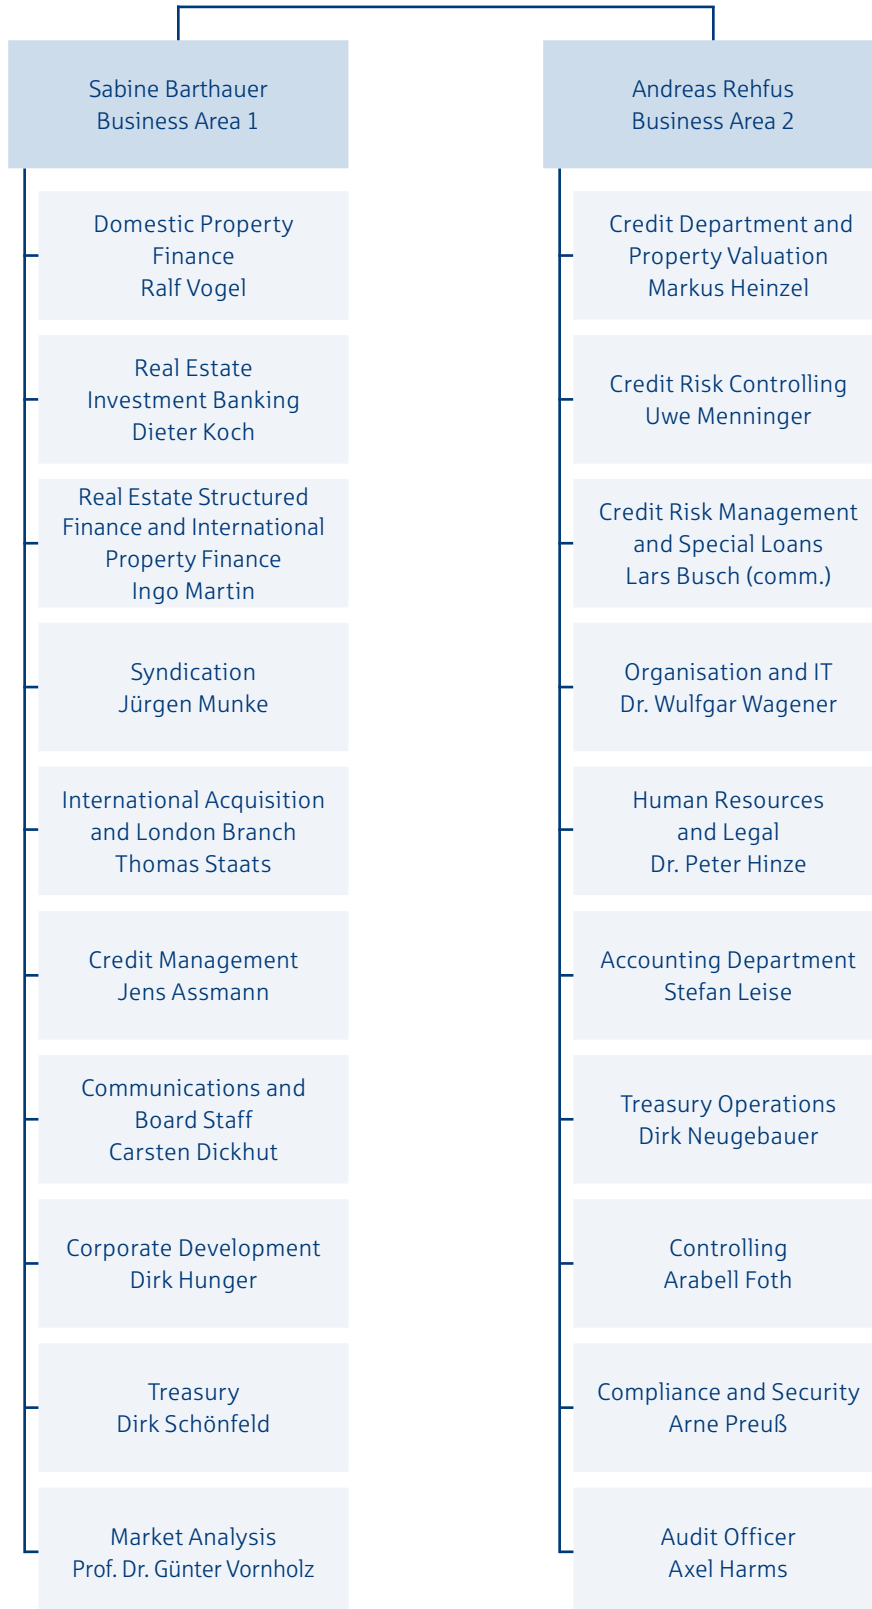 Sabine Barthauer
Business Area 1
Domestic Property
Finance
Ralf Vogel
Real Estate
Investment Banking
Dieter Koch
Real Estate Structured
Finance and International
Property Finance
Ingo Martin
Syndication
Jürgen Munke
International Acquisition
and London Branch
Thomas Staats
Credit Management
Jens Assmann
Communications and
Board Staff
Carsten Dickhut
Corporate Development
Dirk Hunger
Treasury
Dirk Schönfeld
Market Analysis
Prof. Dr. Günter Vornholz
Andreas Rehfus
Business Area 2
Credit Department and
Property Valuation
Markus Heinzel
Credit Risk Controlling
Uwe Menninger
Credit Risk Management
and Special Loans
Lars Busch (comm.)
Organisation and IT
Dr. Wulfgar Wagener
Human Resources
and Legal
Dr. Peter Hinze
Accounting Department
Stefan Leise
Treasury Operations
Dirk Neugebauer
Controlling
Arabell Foth
Compliance and Security
Arne Preuß
Audit Officer
Axel Harms